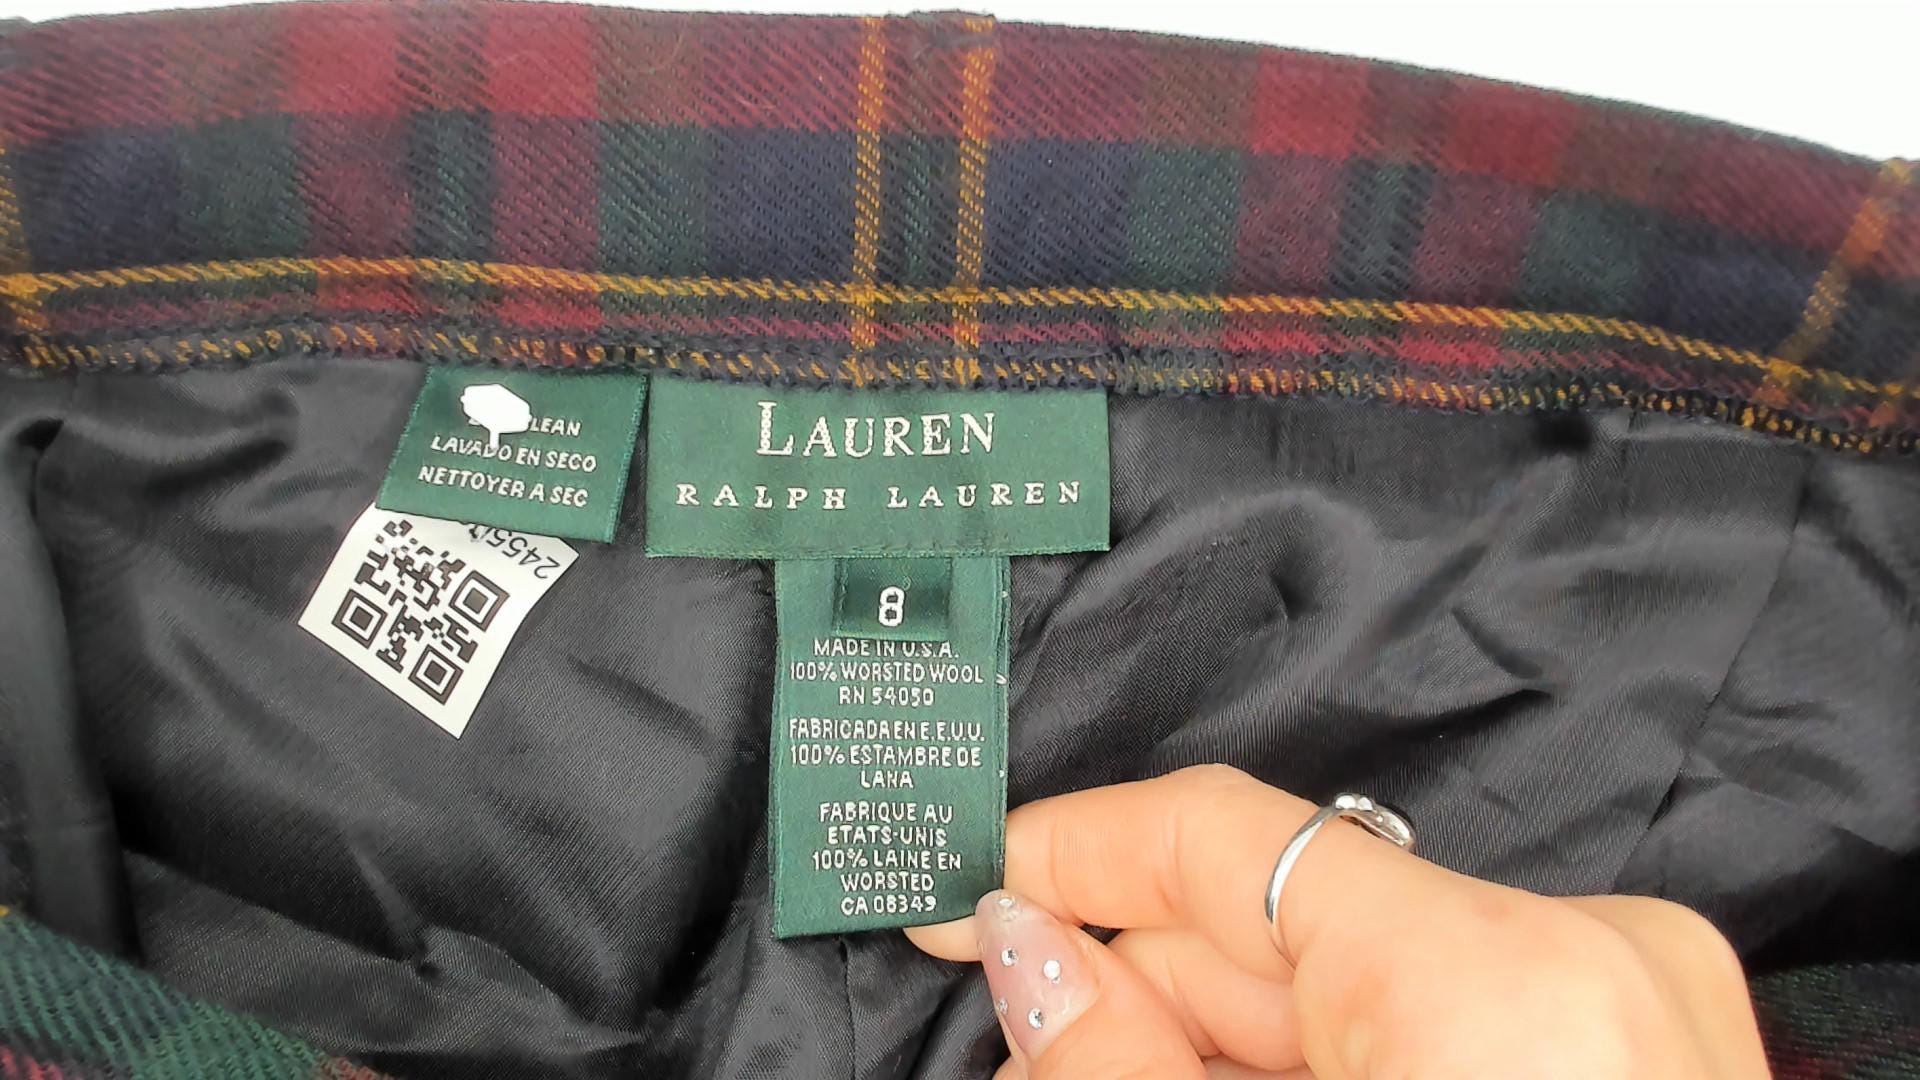 LEAN
LAVADO EN SECO
NETTOYER A SEC
2455
LAUREN
RALPH LAUREN
8
MADE IN U.S.A.
100% WORSTED WOOL
RN 54050
FABRICADA EN E.E.U.U.
100% ESTAMBRE DE
LANA
FABRIQUE AU
ETATS-UNIS
100% LAINE EN
WORSTED
CA 08349